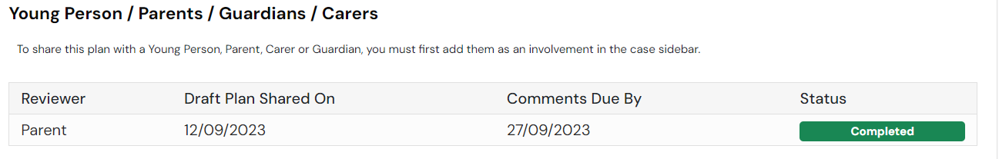 Young Person / Parents / Guardians / Carers
To share this plan with a Young Person, Parent, Carer or Guardian, you must first add them as an involvement in the case sidebar.
Reviewer Draft Plan Shared On Comments Due By Status
Parent 12/09/2023 27/09/2023 Completed